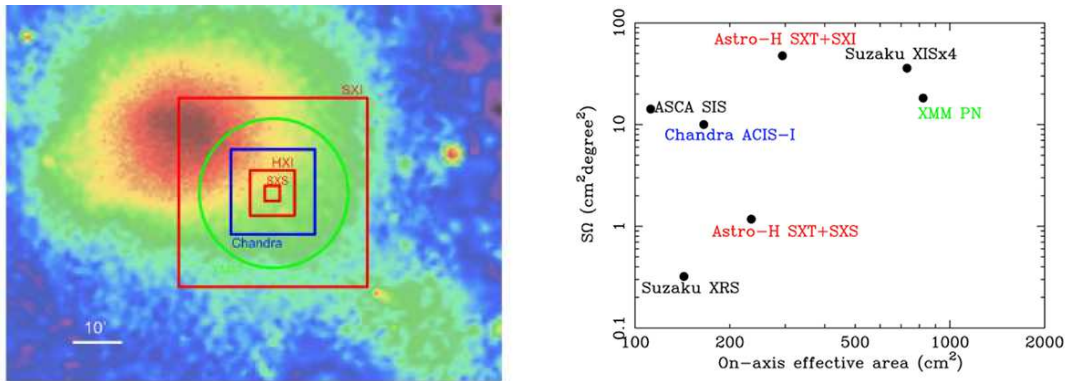 SXI
HXI
SXS
Chandra
10'
100
10
1
0.1
SΩ (cm²degree²)
Astro-H SXT+SXI
Suzaku XISx4
ASCA SIS
XMM PN
Chandra ACIS-I
Astro-H SXT+SXS
Suzaku XRS
100 200 500 1000 2000
On-axis effective area (cm²)